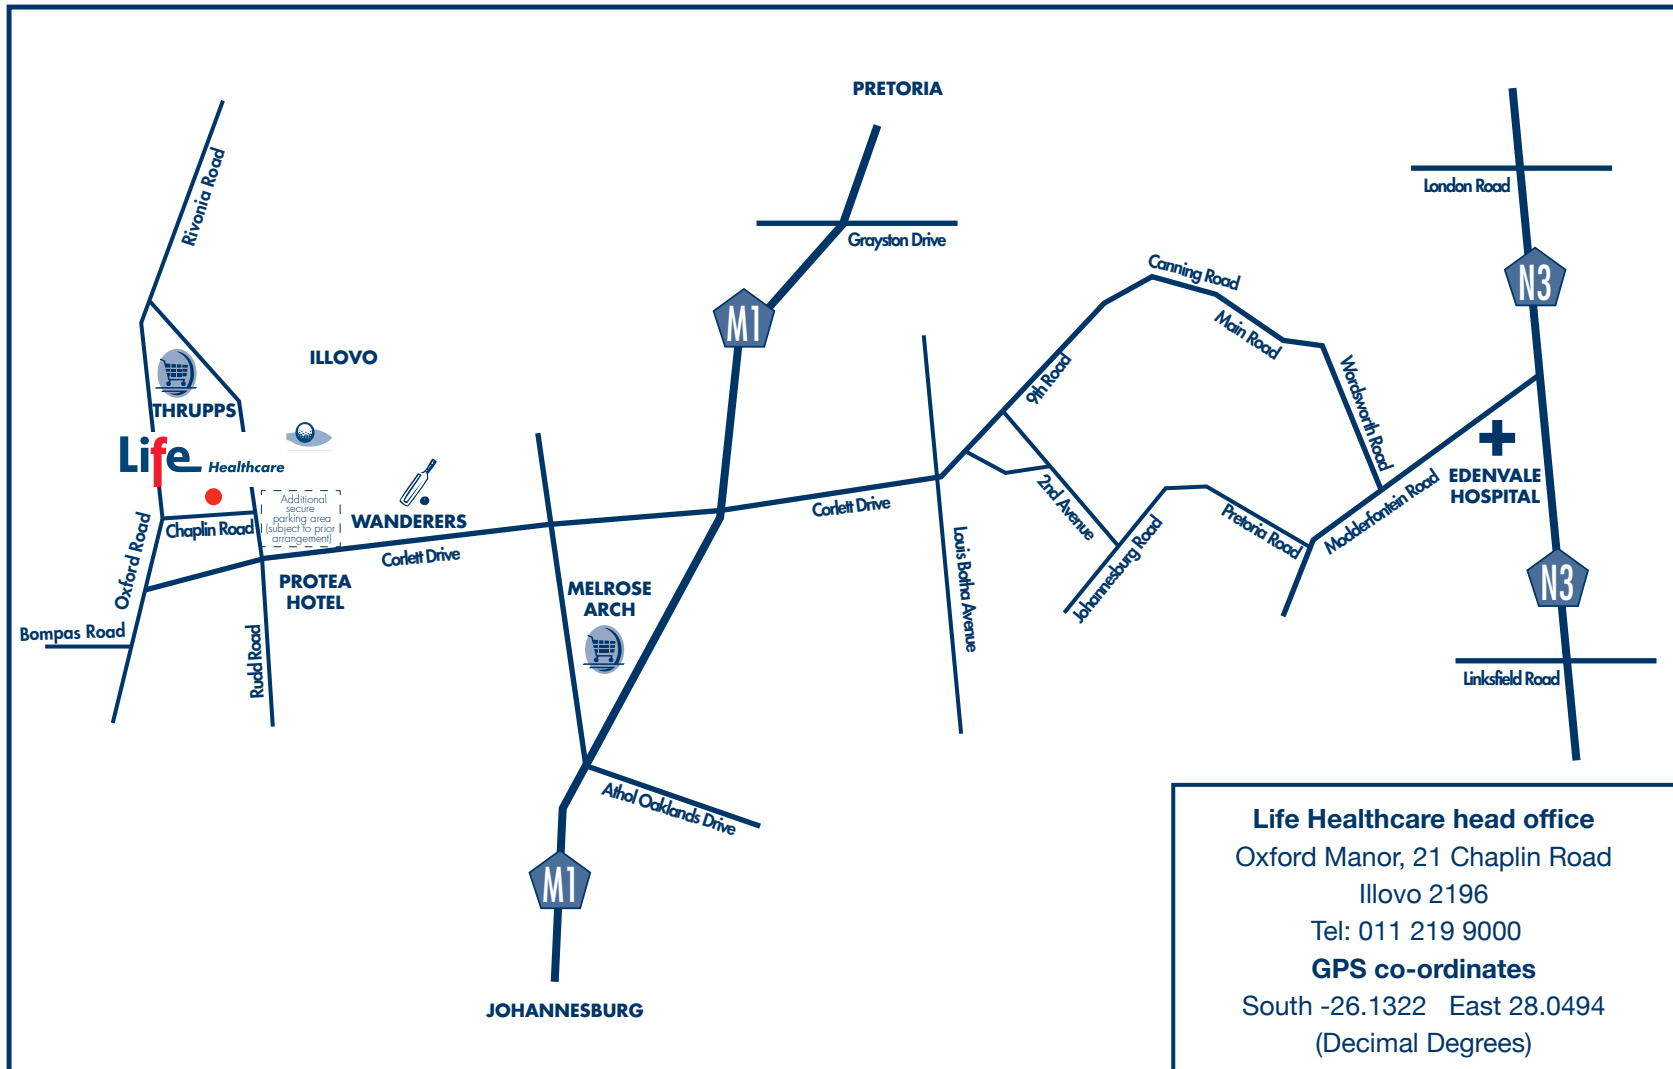 PRETORIA
London Road
Rivonia Road
Grayston Drive
Canning Road
N3
M1
Main Road
ILLOVO
9th Road
Wordsworth Road
THRUPPS
Life Healthcare
EDENVALE
HOSPITAL
Additional
secure
parking area
(subject to prior
arrangement)
WANDERERS
Chaplin Road
Oxford Road
Corlett Drive
Corlett Drive
2nd Avenue
Pretoria Road
Modderfontein Road
Johannesburg Road
Louis Botha Avenue
PROTEA
HOTEL
MELROSE
ARCH
N3
Bompas Road
Rudd Road
Linksfield Road
Athol Oaklands Drive
M1
JOHANNESBURG
Life Healthcare head office
Oxford Manor, 21 Chaplin Road
Illovo 2196
Tel: 011 219 9000
GPS co-ordinates
South -26.1322 East 28.0494
(Decimal Degrees)